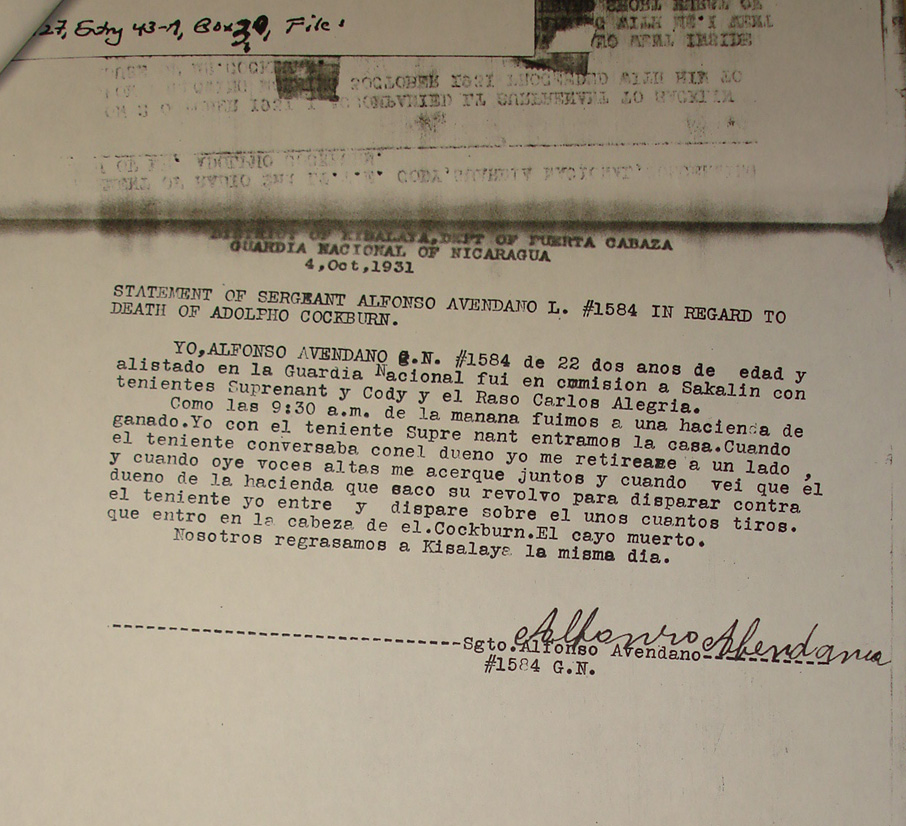 27, Entry 43-A, Box 30, File:
DISTRICT OF KISALAYA, DEPT OF PUERTA CABAZA
GUARDIA NACIONAL OF NICARAGUA
4,Oct,1931
STATEMENT OF SERGEANT ALFONSO AVENDANO L. #1584 IN REGARD TO
DEATH OF ADOLPHO COCKBURN.
YO,ALFONSO AVENDANO G.N. #1584 de 22 dos anos de edad y
alistado en la Guardia Nacional fui en cmmision a Sakalin con
tenientes Suprenant y Cody y el Raso Carlos Alegria.
Como las 9:30 a.m. de la manana fuimos a una hacienda de
ganado.Yo con el teniente Supre nant entramos la casa.Cuando
el teniente conversaba conel dueno yo me a un lado ,
y cuando oye voces altas me acerque juntos y cuando vei que el
dueno de la hacienda que saco su revolvo para disparar contra
el teniente yo entre y dispare sobre el unos cuantos tiros.
que entro en la cabeza de el.Cockburn.El cayo muerto.
Nosotros regrasamos a Kisalaya la misma dia.
Alfonso Abendania
Sgto.Alfonso Avendano
#1584 G.N.